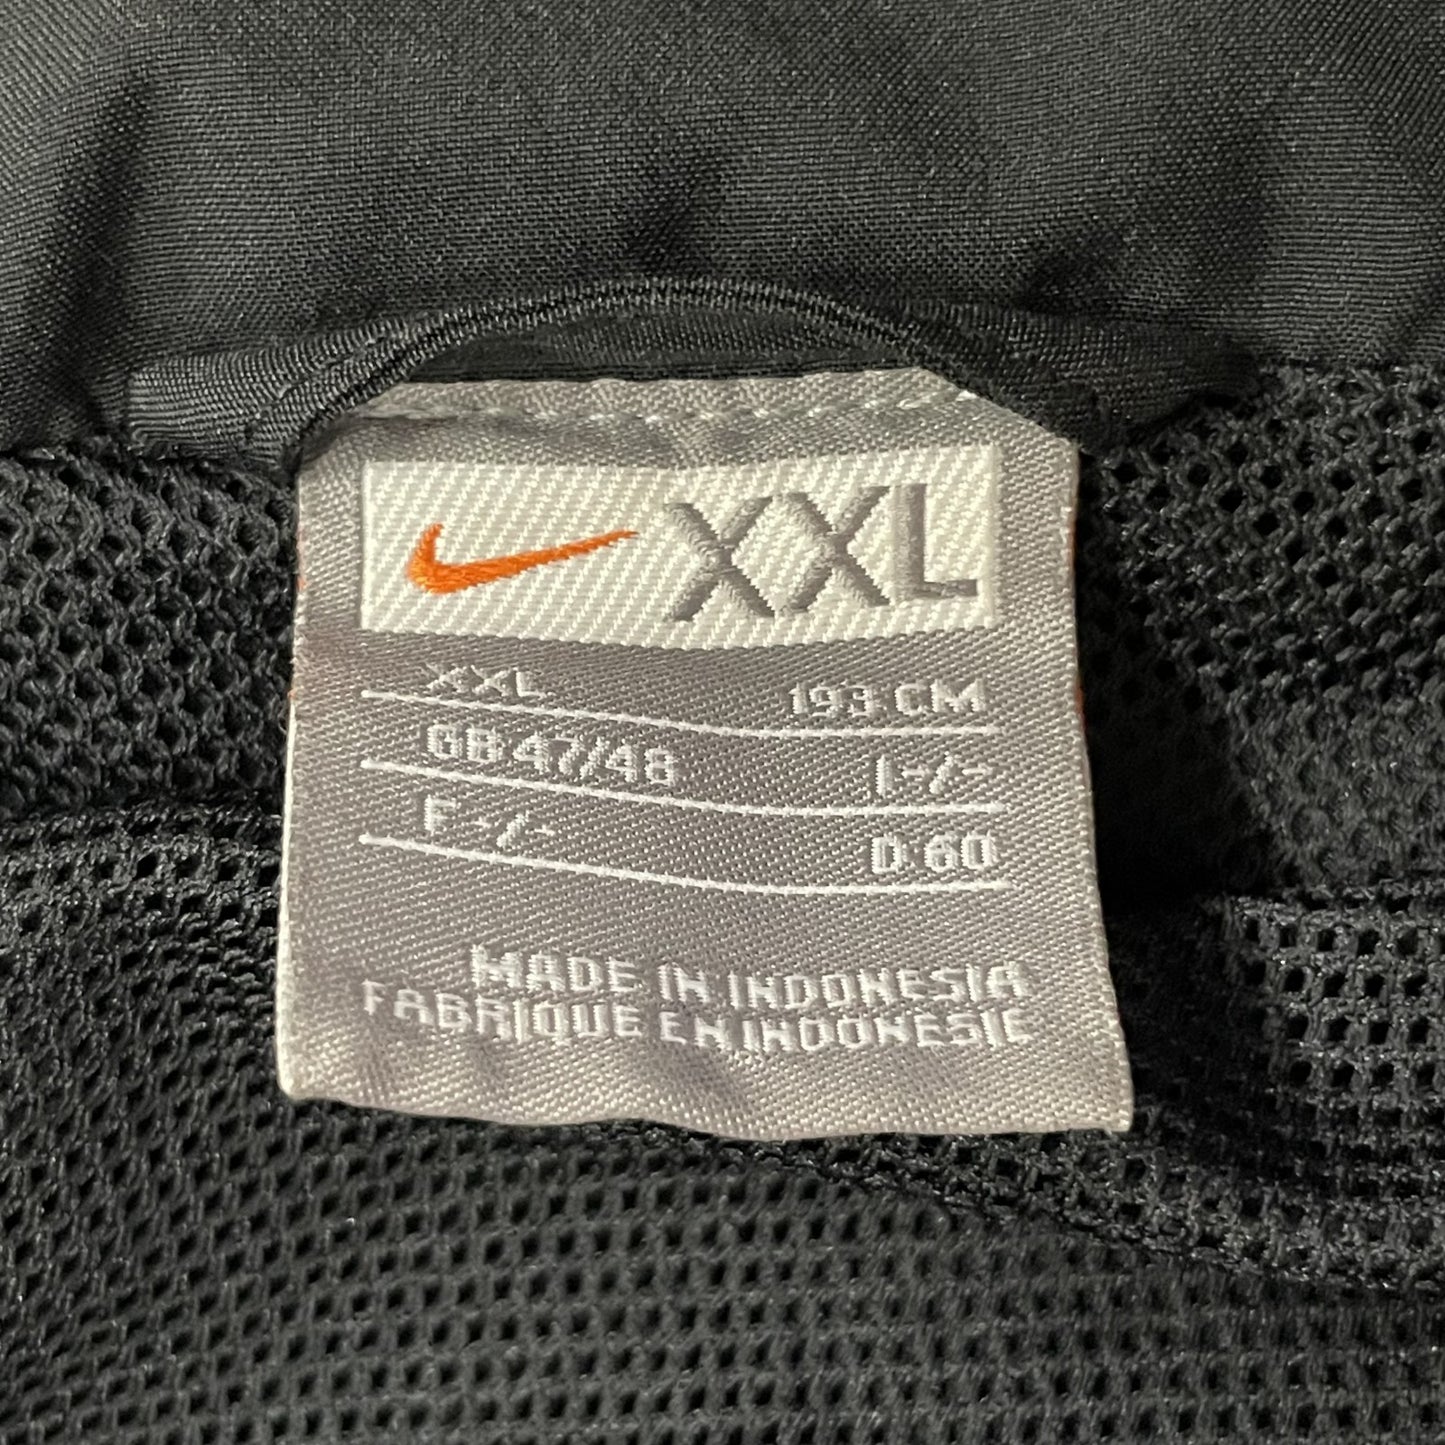 XXL
XXL 193 CM
GB 47/48 I -/-
F -/- D 60
MADE IN INDONESIA
FABRIQUE EN INDONESIE